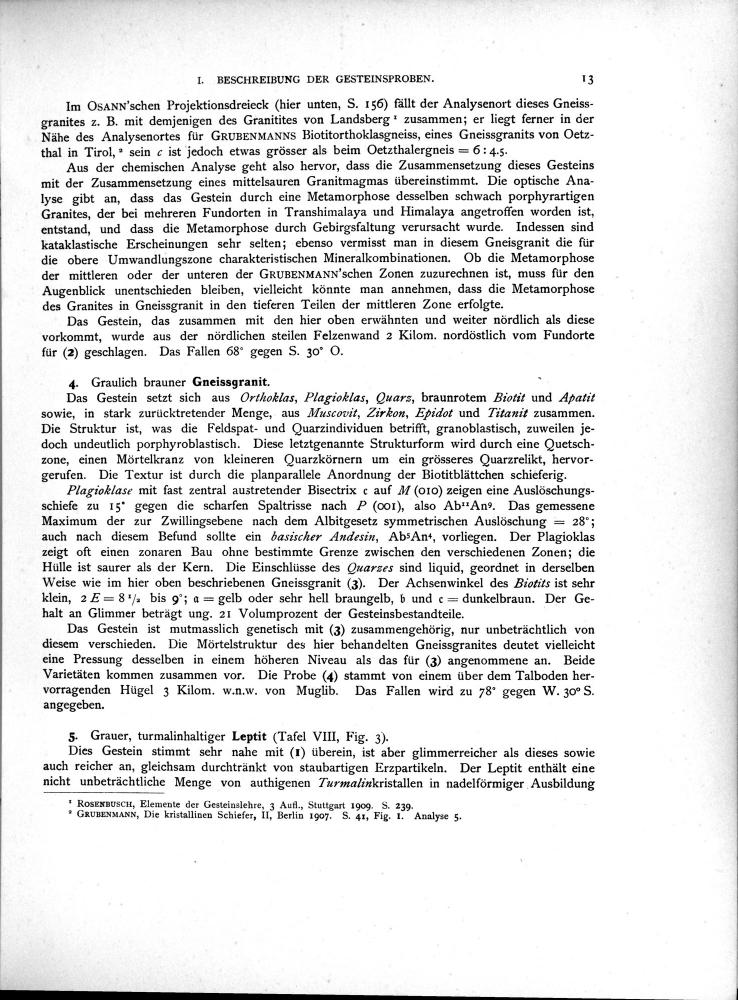 I. BESCHREIBUNG DER GESTEINSPROBEN. 13
Im OSANN'schen Projektionsdreieck (hier unten, S. 156) fällt der Analysenort dieses Gneiss-
granites z. B. mit demjenigen des Granitites von Landsberg ¹ zusammen; er liegt ferner in der
Nähe des Analysenortes für GRUBENMANNS Biotitorthoklasgneiss, eines Gneissgranits von Oetz-
thal in Tirol, ² sein c ist jedoch etwas grösser als beim Oetzthalergneis = 6 : 4.5.
Aus der chemischen Analyse geht also hervor, dass die Zusammensetzung dieses Gesteins
mit der Zusammensetzung eines mittelsauren Granitmagmas übereinstimmt. Die optische Ana-
lyse gibt an, dass das Gestein durch eine Metamorphose desselben schwach porphyrartigen
Granites, der bei mehreren Fundorten in Transhimalaya und Himalaya angetroffen worden ist,
entstand, und dass die Metamorphose durch Gebirgsfaltung verursacht wurde. Indessen sind
kataklastische Erscheinungen sehr selten; ebenso vermisst man in diesem Gneisgranit die für
die obere Umwandlungszone charakteristischen Mineralkombinationen. Ob die Metamorphose
der mittleren oder der unteren der GRUBENMANN'schen Zonen zuzurechnen ist, muss für den
Augenblick unentschieden bleiben, vielleicht könnte man annehmen, dass die Metamorphose
des Granites in Gneissgranit in den tieferen Teilen der mittleren Zone erfolgte.
Das Gestein, das zusammen mit den hier oben erwähnten und weiter nördlich als diese
vorkommt, wurde aus der nördlichen steilen Felzenwand 2 Kilom. nordöstlich vom Fundorte
für (2) geschlagen. Das Fallen 68° gegen S. 30° O.
4. Graulich brauner Gneissgranit.
Das Gestein setzt sich aus Orthoklas, Plagioklas, Quarz, braunrotem Biotit und Apatit
sowie, in stark zurücktretender Menge, aus Muscovit, Zirkon, Epidot und Titanit zusammen.
Die Struktur ist, was die Feldspat- und Quarzindividuen betrifft, granoblastisch, zuweilen je-
doch undeutlich porphyroblastisch. Diese letztgenannte Strukturform wird durch eine Quetsch-
zone, einen Mörtelkranz von kleineren Quarzkörnern um ein grösseres Quarzrelikt, hervor-
gerufen. Die Textur ist durch die planparallele Anordnung der Biotitblättchen schieferig.
Plagioklase mit fast zentral austretender Bisectrix c auf M (010) zeigen eine Auslöschungs-
schiefe zu 15° gegen die scharfen Spaltrisse nach P (001), also Ab¹¹An⁹. Das gemessene
Maximum der zur Zwillingsebene nach dem Albitgesetz symmetrischen Auslöschung = 28°;
auch nach diesem Befund sollte ein basischer Andesin, Ab⁵An⁴, vorliegen. Der Plagioklas
zeigt oft einen zonaren Bau ohne bestimmte Grenze zwischen den verschiedenen Zonen; die
Hülle ist saurer als der Kern. Die Einschlüsse des Quarzes sind liquid, geordnet in derselben
Weise wie im hier oben beschriebenen Gneissgranit (3). Der Achsenwinkel des Biotits ist sehr
klein, 2 E = 8 ¹/₂ bis 9°; a = gelb oder sehr hell braungelb, b und c = dunkelbraun. Der Ge-
halt an Glimmer beträgt ung. 21 Volumprozent der Gesteinsbestandteile.
Das Gestein ist mutmasslich genetisch mit (3) zusammengehörig, nur unbeträchtlich von
diesem verschieden. Die Mörtelstruktur des hier behandelten Gneissgranites deutet vielleicht
eine Pressung desselben in einem höheren Niveau als das für (3) angenommene an. Beide
Varietäten kommen zusammen vor. Die Probe (4) stammt von einem über dem Talboden her-
vorragenden Hügel 3 Kilom. w.n.w. von Muglib. Das Fallen wird zu 78° gegen W. 30° S.
angegeben.
5. Grauer, turmalinhaltiger Leptit (Tafel VIII, Fig. 3).
Dies Gestein stimmt sehr nahe mit (1) überein, ist aber glimmerreicher als dieses sowie
auch reicher an, gleichsam durchtränkt von staubartigen Erzpartikeln. Der Leptit enthält eine
nicht unbeträchtliche Menge von authigenen Turmalinkristallen in nadelförmiger Ausbildung
¹ ROSENBUSCH, Elemente der Gesteinslehre, 3 Aufl., Stuttgart 1909. S. 239.
² GRUBENMANN, Die kristallinen Schiefer, II, Berlin 1907. S. 41, Fig. 1. Analyse 5.